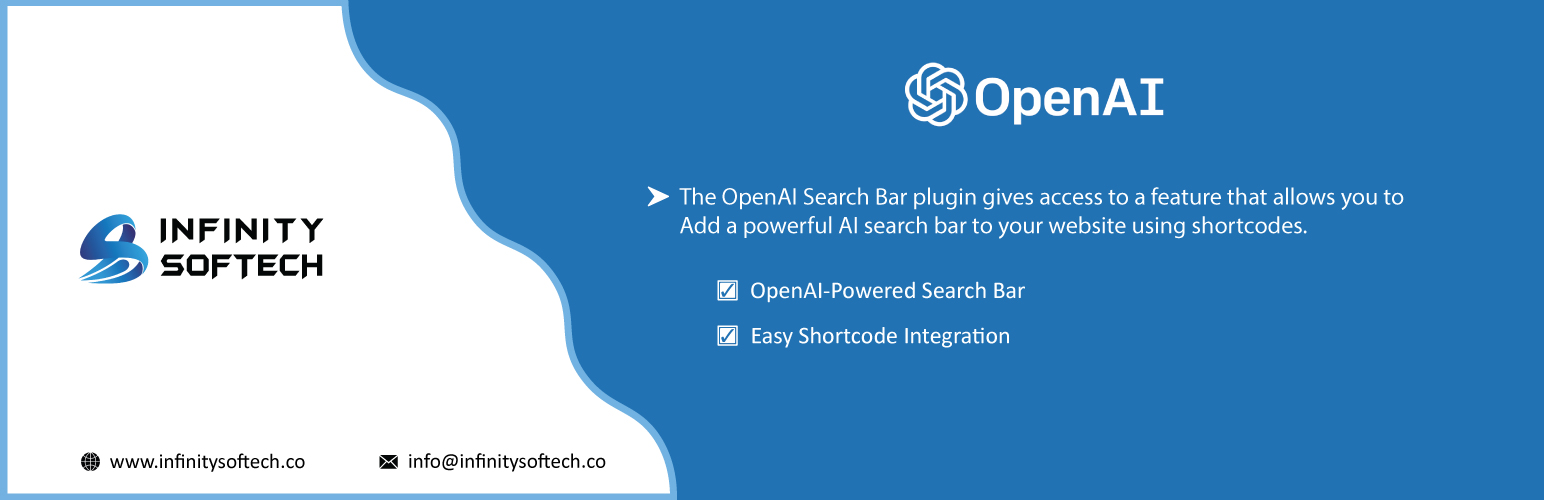 INFINITY
SOFTECH
www.infinitysoftech.co
info@infinitysoftech.co
OpenAI
The OpenAI Search Bar plugin gives access to a feature that allows you to
Add a powerful AI search bar to your website using shortcodes.
OpenAI-Powered Search Bar
Easy Shortcode Integration